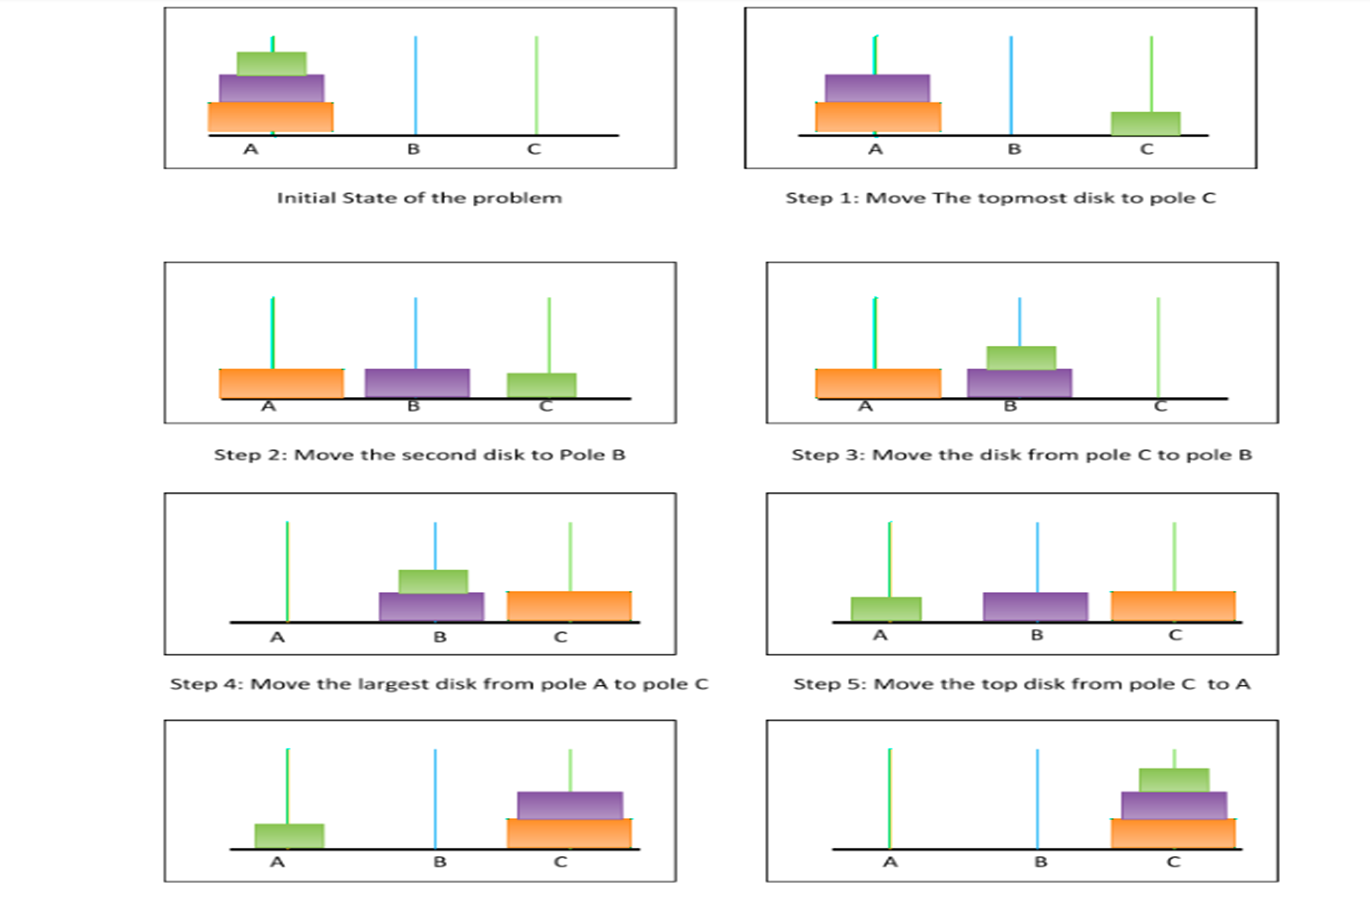 A B C
A B C
Initial State of the problem
Step 1: Move The topmost disk to pole C
A B C
A B C
Step 2: Move the second disk to Pole B
Step 3: Move the disk from pole C to pole B
A B C
A B C
Step 4: Move the largest disk from pole A to pole C
Step 5: Move the top disk from pole C to A
A B C
A B C